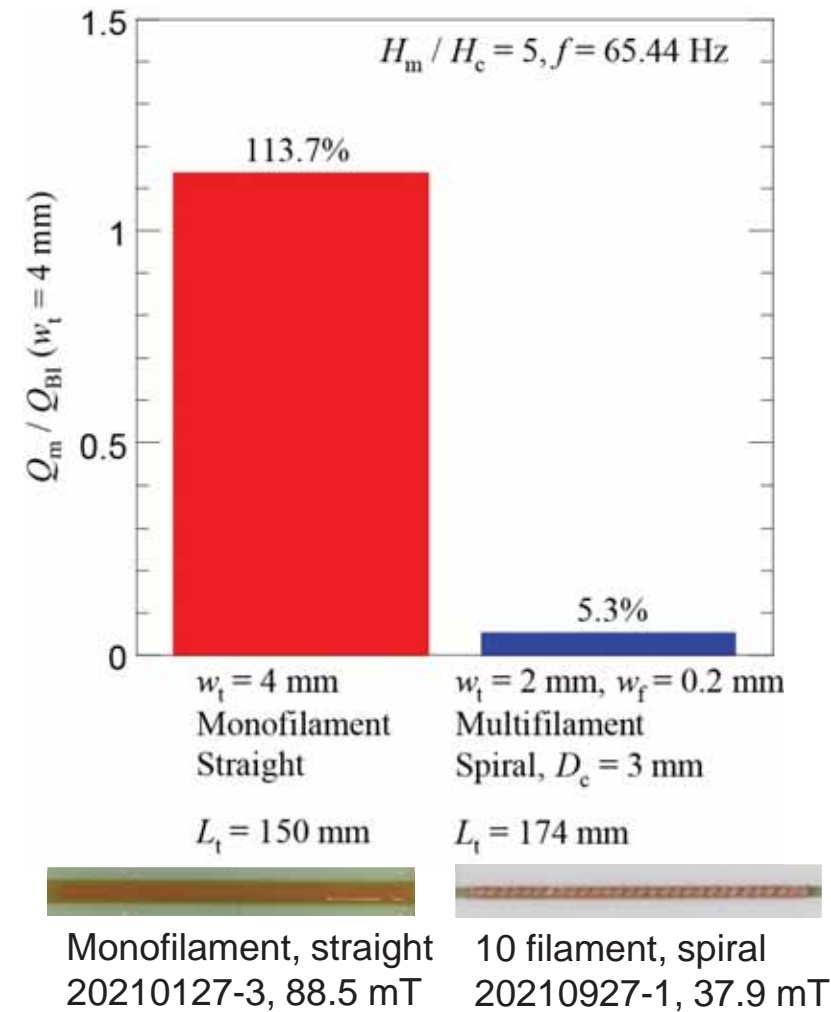 1.5
H_m / H_c = 5, f = 65.44 Hz
113.7%
1
Q_m / Q_BI (w_t = 4 mm)
0.5
5.3%
0
w_t = 4 mm
Monofilament
Straight
L_t = 150 mm
w_t = 2 mm, w_f = 0.2 mm
Multifilament
Spiral, D_c = 3 mm
L_t = 174 mm
Monofilament, straight
20210127-3, 88.5 mT
10 filament, spiral
20210927-1, 37.9 mT